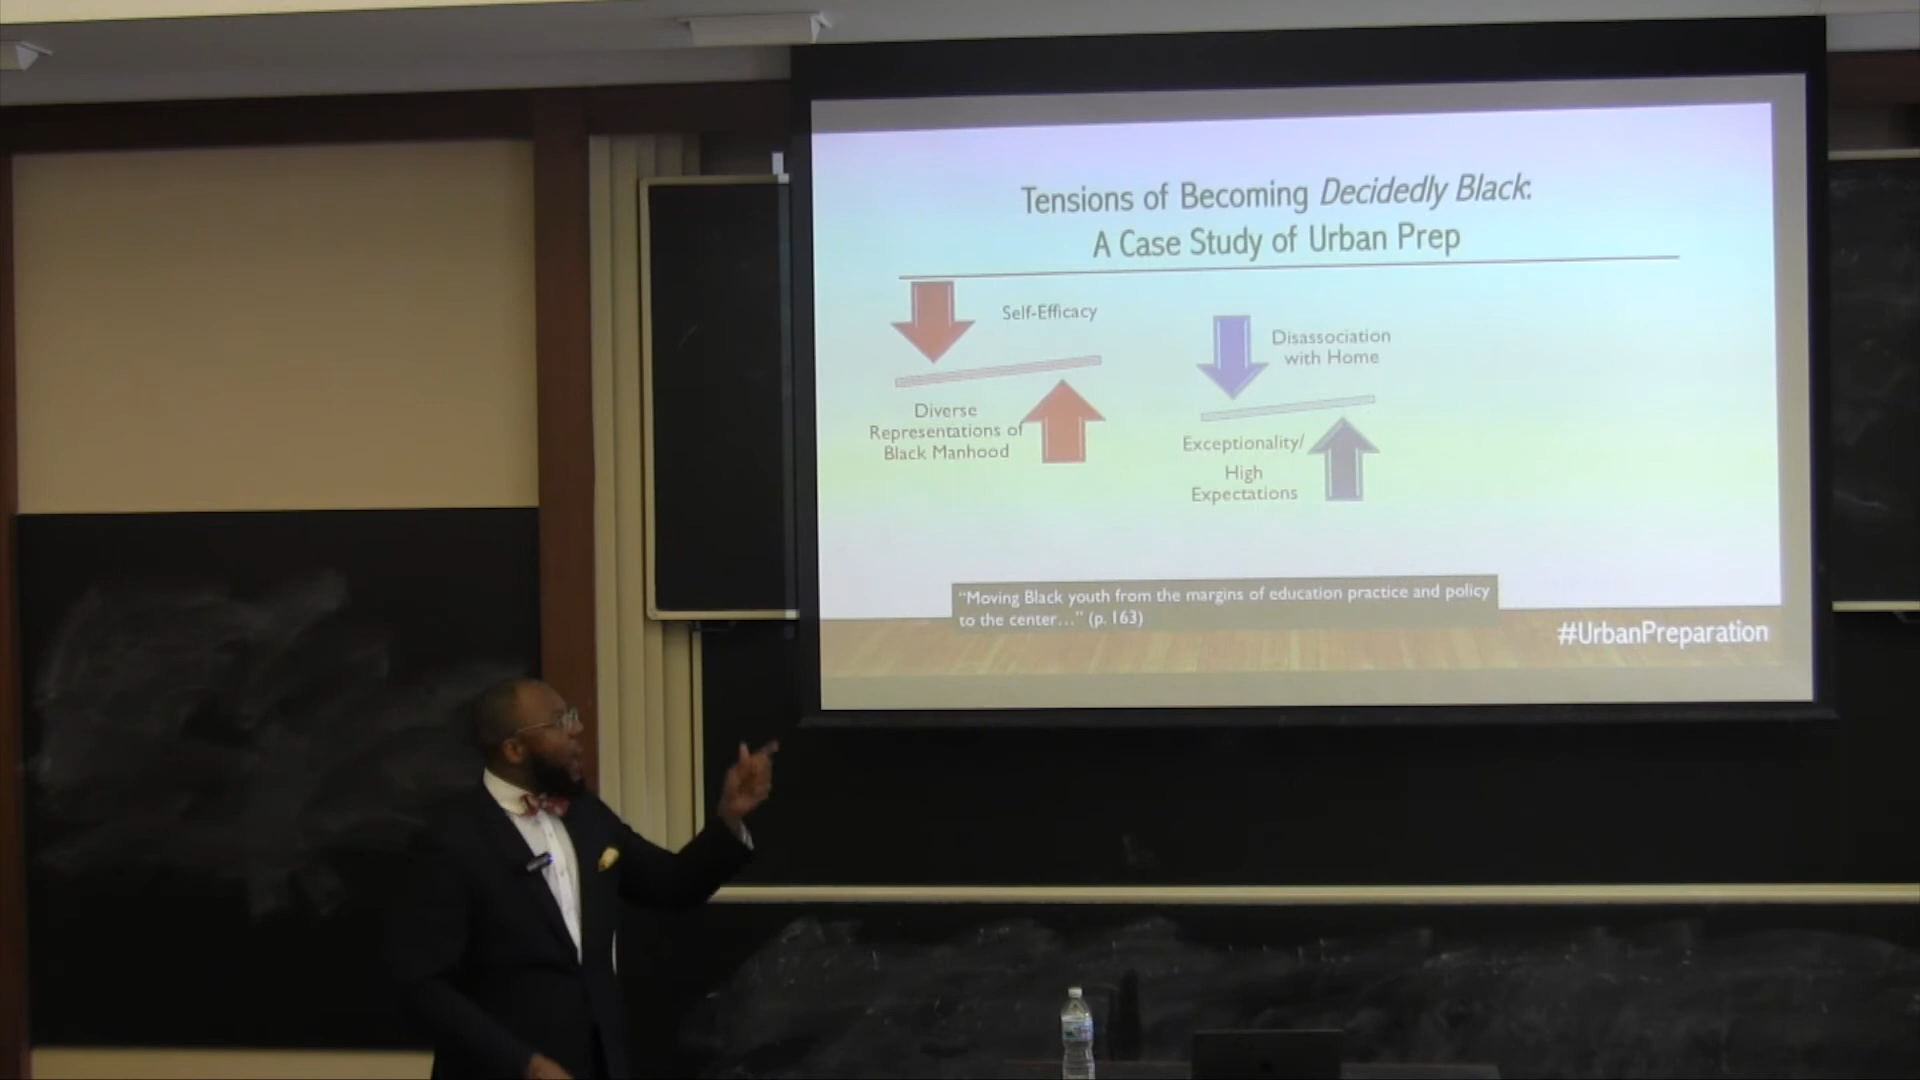 Tensions of Becoming Decidedly Black:
A Case Study of Urban Prep
Self-Efficacy
Diverse
Representations of
Black Manhood
Disassociation
with Home
Exceptionality/
High
Expectations
“Moving Black youth from the margins of education practice and policy
to the center…” (p. 163)
#UrbanPreparation